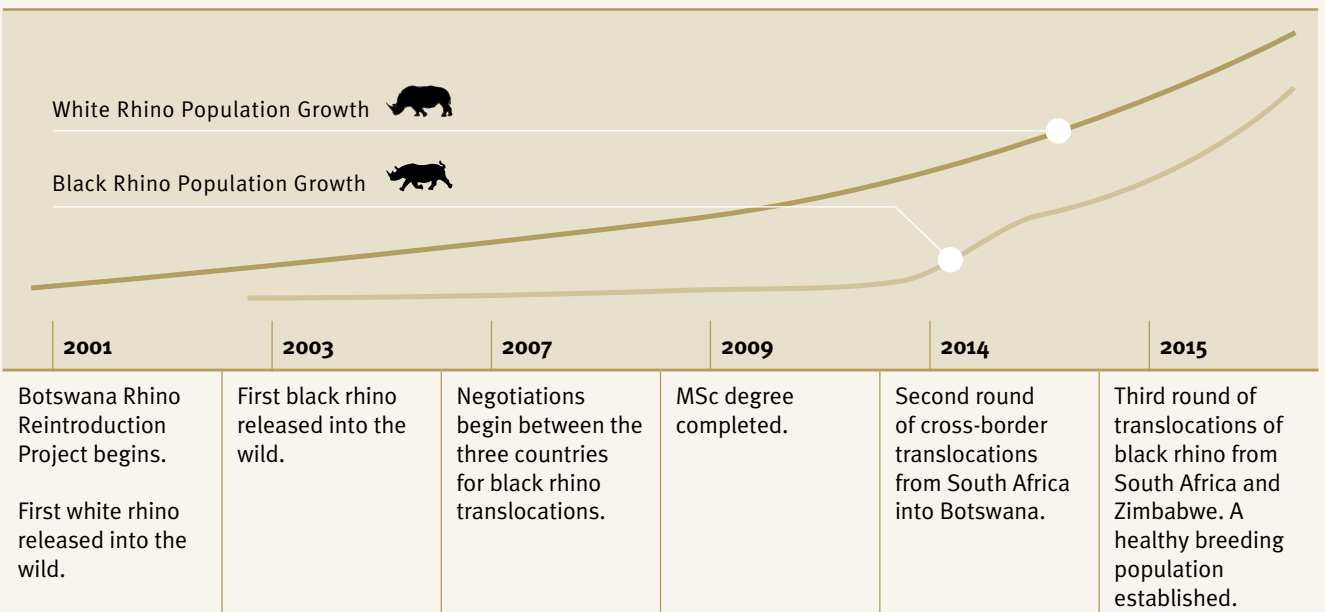 White Rhino Population Growth
Black Rhino Population Growth
2001
2003
2007
2009
2014
2015
Botswana Rhino
Reintroduction
Project begins.
First white rhino
released into the
wild.
First black rhino
released into the
wild.
Negotiations
begin between the
three countries
for black rhino
translocations.
MSc degree
completed.
Second round
of cross-border
translocations
from South Africa
into Botswana.
Third round of
translocations of
black rhino from
South Africa and
Zimbabwe. A
healthy breeding
population
established.